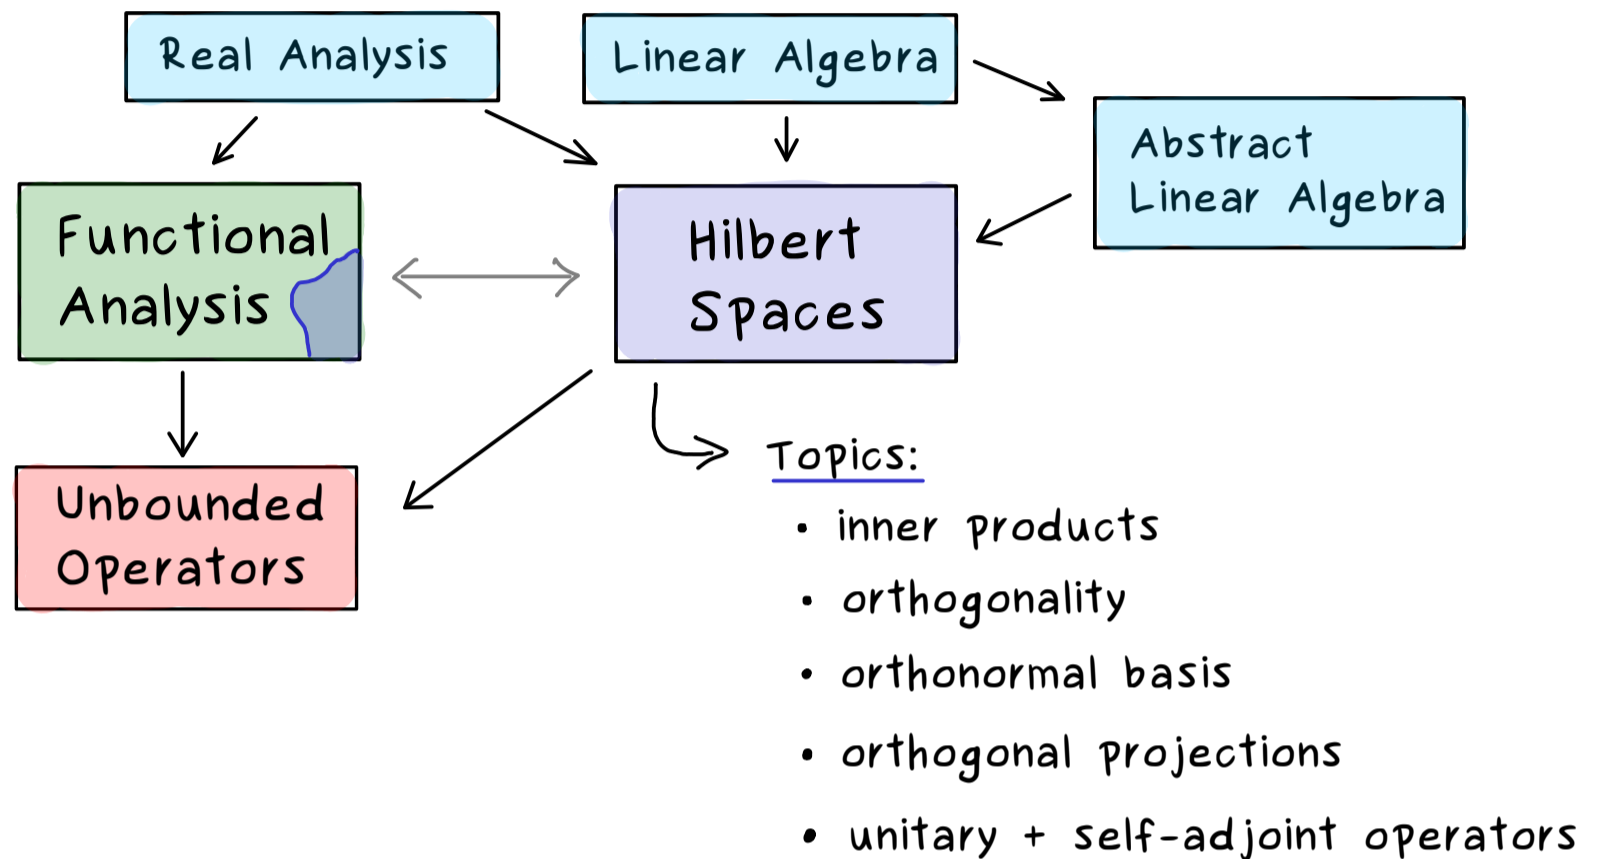 Real Analysis
Linear Algebra
Abstract
Linear Algebra
Functional
Analysis
Hilbert
Spaces
Unbounded
Operators
Topics:
• inner products
• orthogonality
• orthonormal basis
• orthogonal projections
• unitary + self-adjoint operators